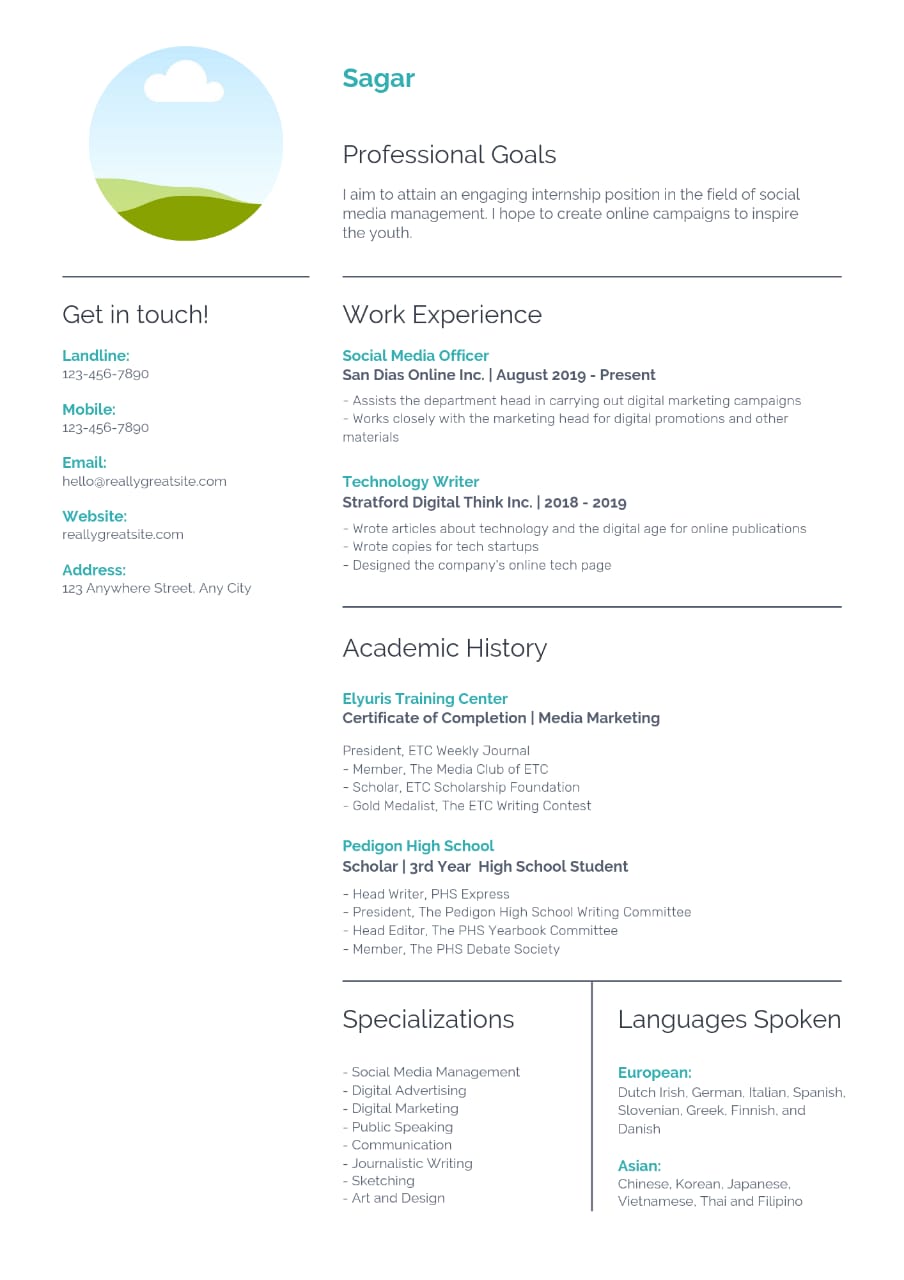 Sagar
Professional Goals
I aim to attain an engaging internship position in the field of social
media management. I hope to create online campaigns to inspire
the youth.
Get in touch!
Landline:
123-456-7890
Mobile:
123-456-7890
Email:
hello@reallygreatsite.com
Website:
reallygreatsite.com
Address:
123 Anywhere Street, Any City
Work Experience
Social Media Officer
San Dias Online Inc. | August 2019 - Present
- Assists the department head in carrying out digital marketing campaigns
- Works closely with the marketing head for digital promotions and other
materials
Technology Writer
Stratford Digital Think Inc. | 2018 - 2019
- Wrote articles about technology and the digital age for online publications
- Wrote copies for tech startups
- Designed the company's online tech page
Academic History
Elyuris Training Center
Certificate of Completion | Media Marketing
President, ETC Weekly Journal
- Member, The Media Club of ETC
- Scholar, ETC Scholarship Foundation
- Gold Medalist, The ETC Writing Contest
Pedigon High School
Scholar | 3rd Year  High School Student
- Head Writer, PHS Express
- President, The Pedigon High School Writing Committee
- Head Editor, The PHS Yearbook Committee
- Member, The PHS Debate Society
Specializations
- Social Media Management
- Digital Advertising
- Digital Marketing
- Public Speaking
- Communication
- Journalistic Writing
- Sketching
- Art and Design
Languages Spoken
European:
Dutch Irish, German, Italian, Spanish,
Slovenian, Greek, Finnish, and
Danish
Asian:
Chinese, Korean, Japanese,
Vietnamese, Thai and Filipino